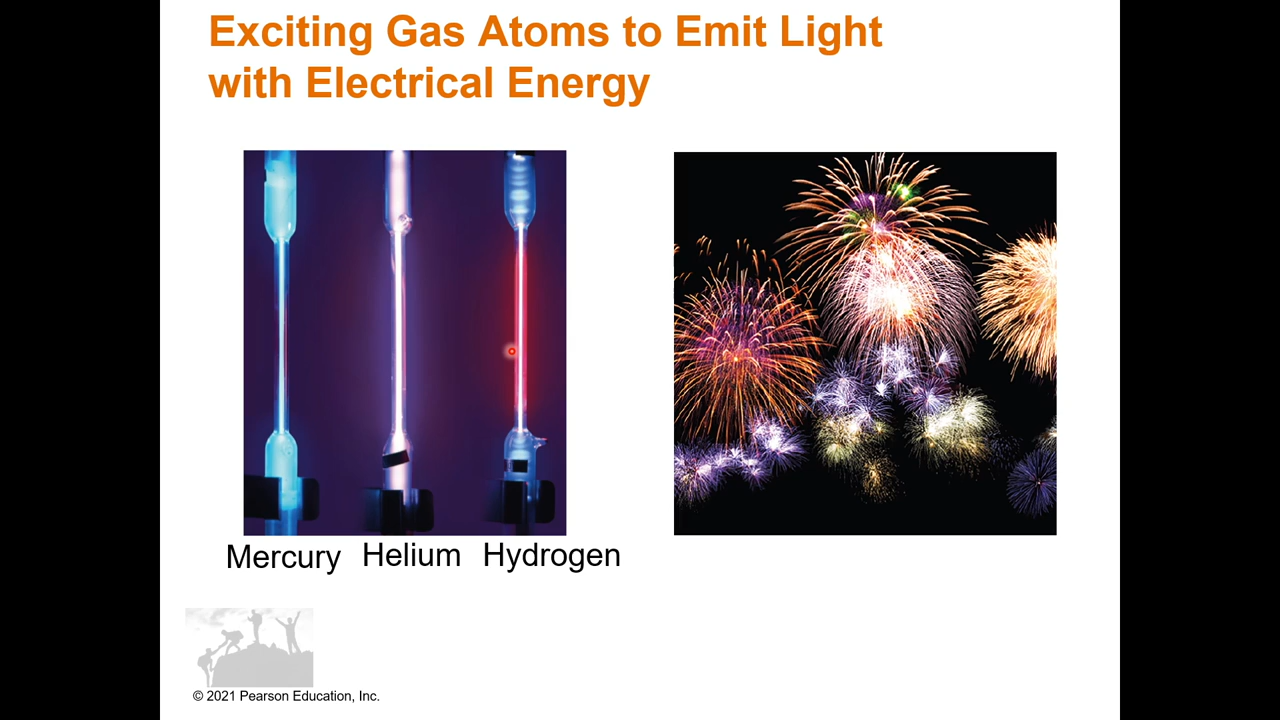 Exciting Gas Atoms to Emit Light
with Electrical Energy
Mercury Helium Hydrogen
© 2021 Pearson Education, Inc.